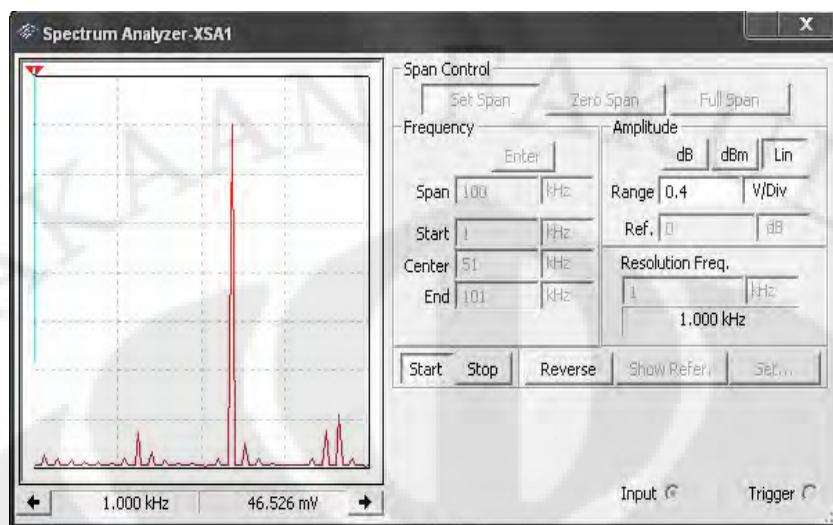 Spectrum Analyzer-XSA1
X
Span Control
Set Span Zero Span Full Span
Frequency
Enter
Span 100 kHz
Start 1 kHz
Center 51 kHz
End 101 kHz
Amplitude
dB dBm Lin
Range 0.4 V/Div
Ref. 0 dB
Resolution Freq.
1 kHz
1.000 kHz
Start Stop Reverse Show Refer. Set...
1.000 kHz 46.526 mV
Input Trigger